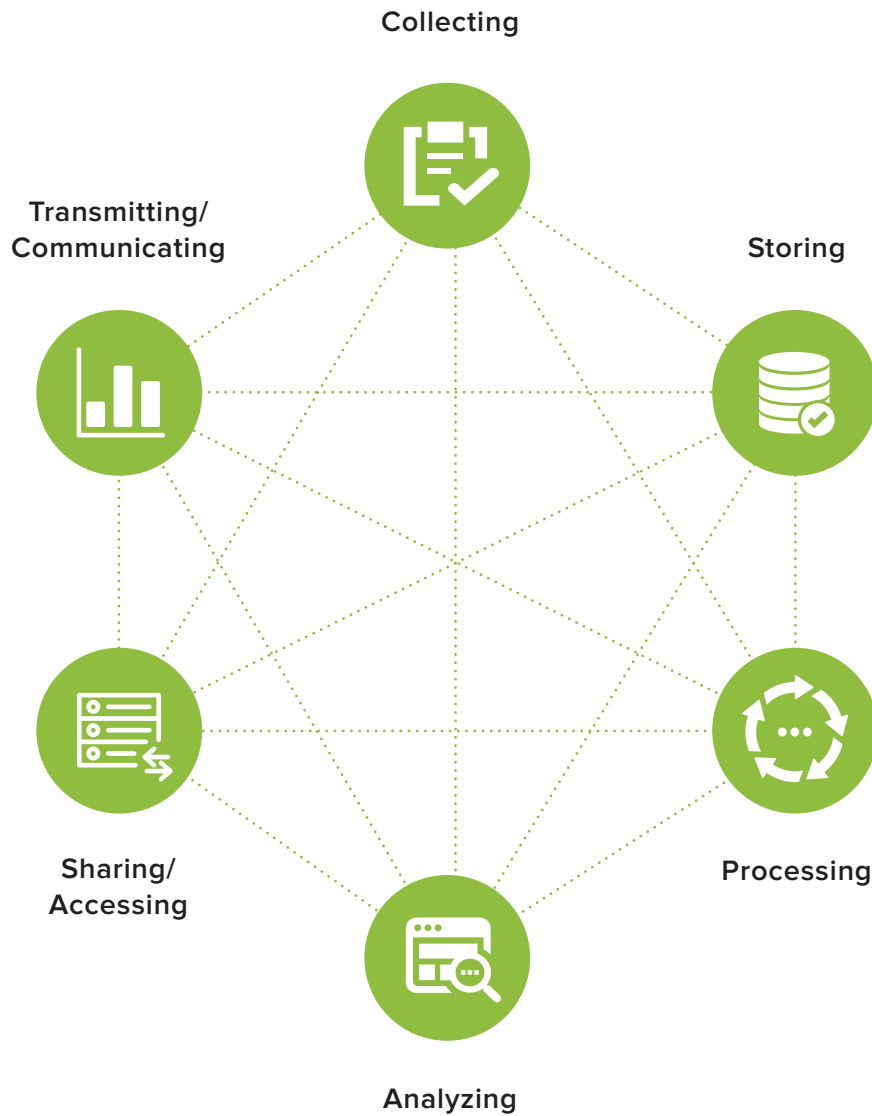 Collecting
Transmitting/
Communicating
Storing
Sharing/
Accessing
Processing
Analyzing